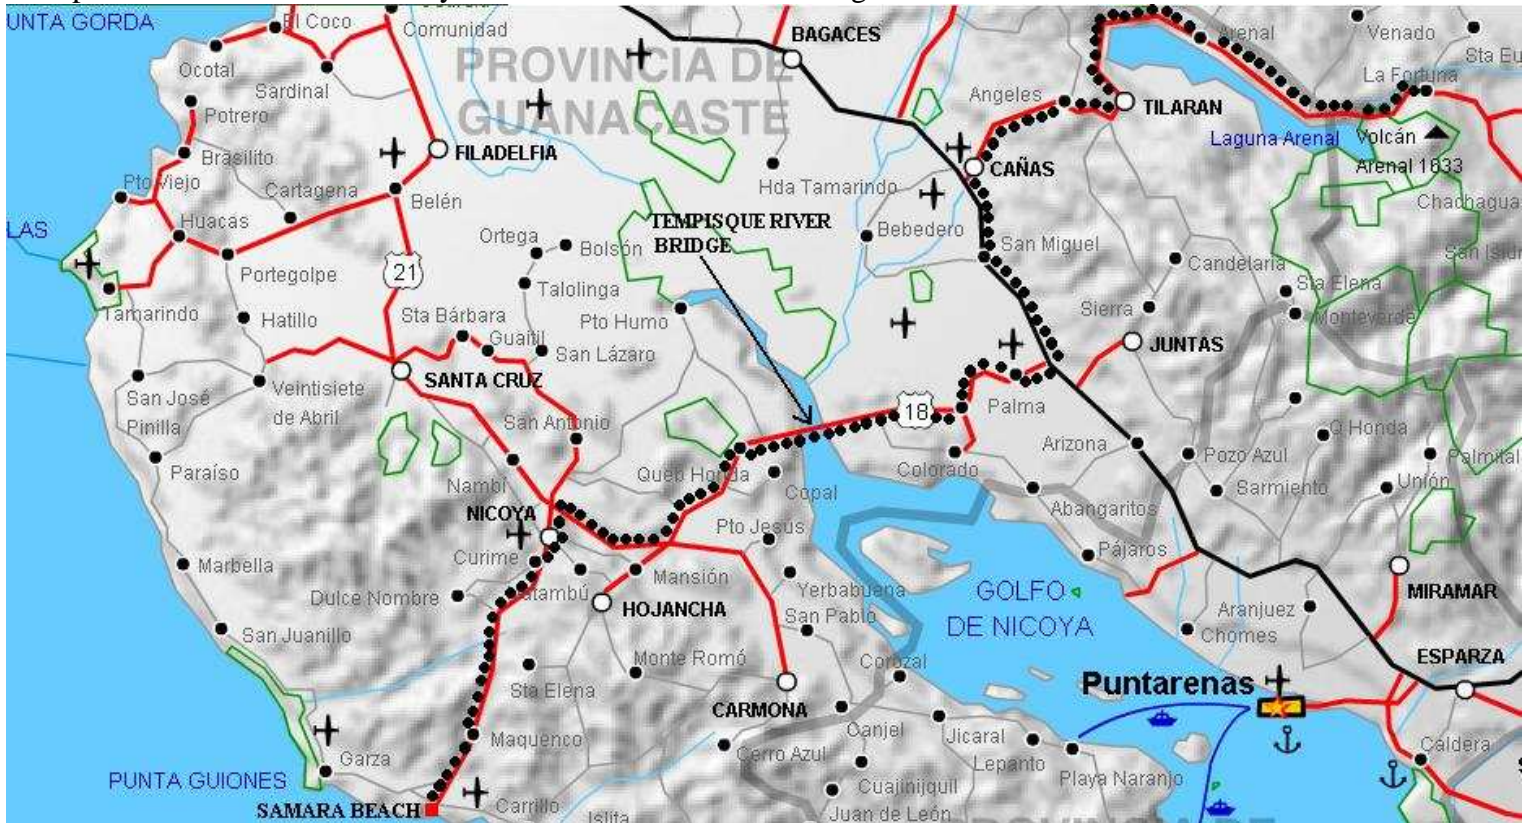 UNTA GORDA
El Coco
Comunidad
BAGACES
Arenal
Venado
Ocotal
Sardinal
PROVINCIA DE
GUANACASTE
Angeles
La Fortuna
Potrero
TILARAN
Brasilito
FILADELFIA
Laguna Arenal
Volcán
Arenal 1633
CAÑAS
Pto Viejo
Cartagena
Belén
Hda Tamarindo
Chachagua
LAS
Huacas
TEMPISQUE RIVER
BRIDGE
Bebedero
San Miguel
Ortega
Bolsón
Portegolpe
21
Talolinga
Candelaria
Sta Elena
Tamarindo
Hatillo
Sta Bárbara
Guaitil
Pto Humo
Sierra
Monteverde
San Lázaro
JUNTAS
SANTA CRUZ
San José
Pinilla
Veintisiete
de Abril
San Antonio
18
Palma
Arizona
Q Honda
Paraíso
Nambí
Queb Honda
Copal
Colorado
Pozo Azul
Palmital
Sarmiento
Unión
NICOYA
Pto Jesús
Abangaritos
Marbella
Curime
Pájaros
Mansión
Yerbabuena
Dulce Nombre
HOJANCHA
San Pablo
GOLFO
DE NICOYA
MIRAMAR
Aranjuez
Chomes
San Juanillo
Monte Romó
Corozal
ESPARZA
Sta Elena
Puntarenas
CARMONA
Maquenco
Cerro Azul
Canjel
Jicaral
Lepanto
Caldera
Garza
PUNTA GUIONES
Cuajiniquil
Playa Naranjo
SAMARA BEACH
Carrillo
Islita
Juan de León